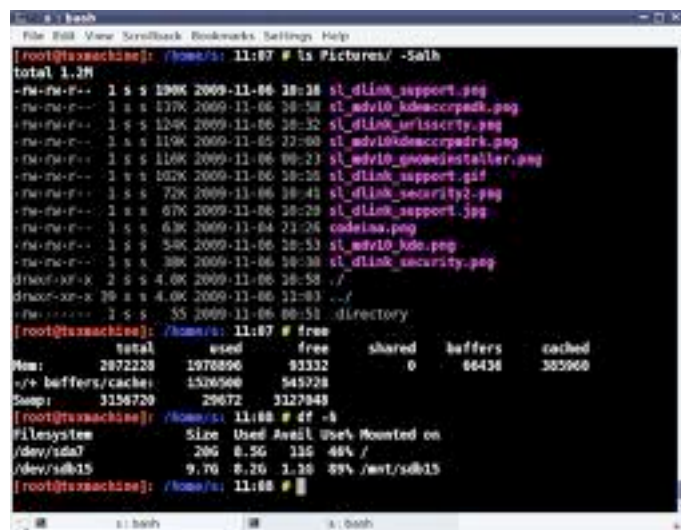 s : bash
File Edit View Scrollback Bookmarks Settings Help
[root@tuxmachine]: /home/s: 11:07 # ls Pictures/ -Salh
total 1.2M
-rw-rw-r-- 1 s s 190K 2009-11-06 10:16 sl_dlink_support.png
-rw-rw-r-- 1 s s 137K 2009-11-06 10:58
-rw-rw-r-- 1 s s 124K 2009-11-06 10:32 sl_dlink_urlsscrty.png
-rw-rw-r-- 1 s s 119K 2009-11-05 22:00
-rw-rw-r-- 1 s s 110K 2009-11-06 00:23 sl_mdv10_gnomeinstaller.png
-rw-rw-r-- 1 s s 102K 2009-11-06 10:16 sl_dlink_support.gif
-rw-rw-r-- 1 s s 72K 2009-11-06 10:41 sl_dlink_security2.png
-rw-rw-r-- 1 s s 67K 2009-11-06 10:28 sl_dlink_support.jpg
-rw-rw-r-- 1 s s 63K 2009-11-04 21:26 codeina.png
-rw-rw-r-- 1 s s 54K 2009-11-06 10:53 sl_mdv10_kde.png
-rw-rw-r-- 1 s s 38K 2009-11-06 10:30 sl_dlink_security.png
drwxr-xr-x 2 s s 4.0K 2009-11-06 10:58 ./
drwxr-xr-x 39 s s 4.0K 2009-11-06 11:03 ../
-rw------- 1 s s 55 2009-11-06 00:51 .directory
[root@tuxmachine]: /home/s: 11:07 # free
total used free shared buffers cached
Mem: 2072228 1978896 93332 0 66436 385960
-/+ buffers/cache: 1526500 545728
Swap: 3156720 29672 3127048
[root@tuxmachine]: /home/s: 11:08 # df -h
Filesystem Size Used Avail Use% Mounted on
/dev/sda7 20G 8.5G 11G 46% /
/dev/sdb15 9.7G 8.2G 1.1G 89% /mnt/sdb15
[root@tuxmachine]: /home/s: 11:08 #
s : bash
s : bash